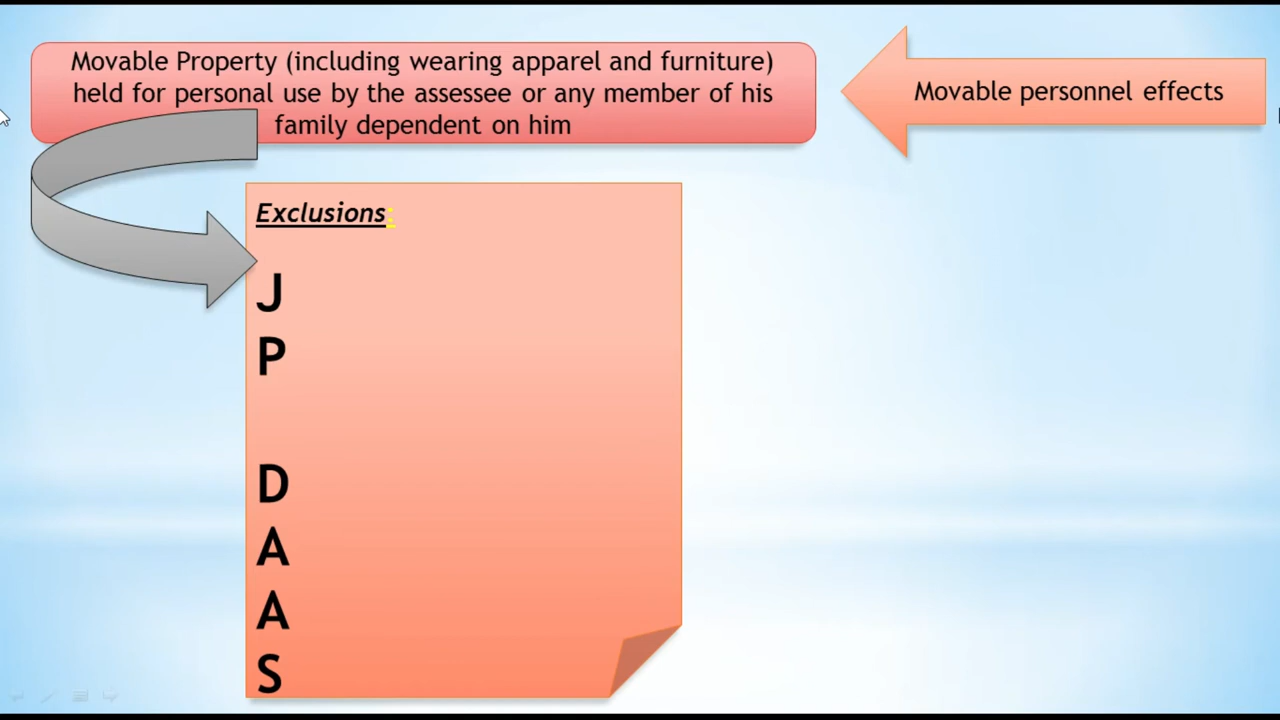 Movable Property (including wearing apparel and furniture)
held for personal use by the assessee or any member of his
family dependent on him
Movable personnel effects
Exclusions:
J
P
D
A
A
S